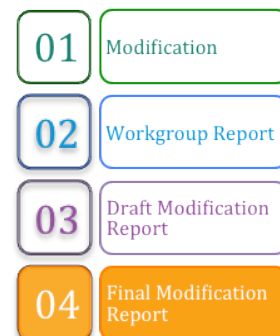 01
Modification
02
Workgroup Report
03
Draft Modification
Report
04
Final Modification
Report